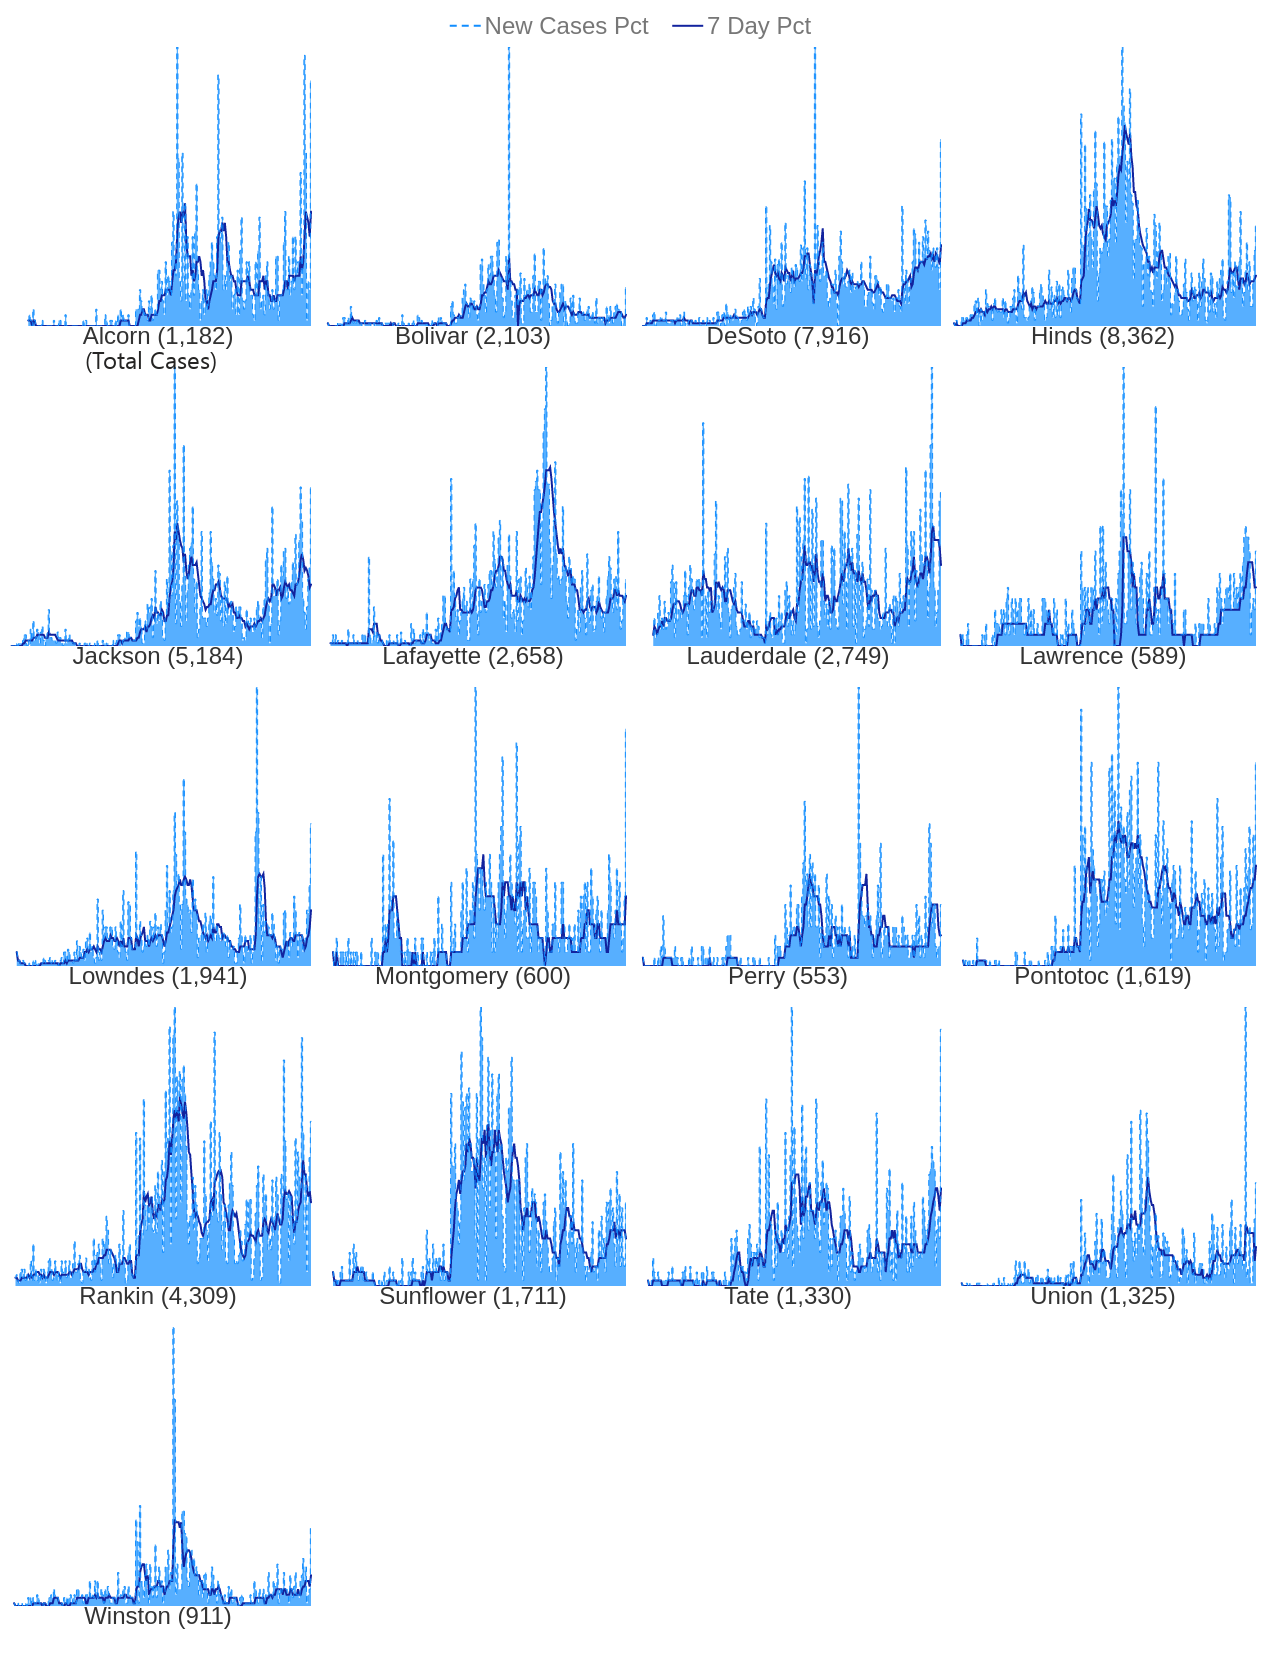 New Cases Pct 7 Day Pct
Alcorn (1,182) Bolivar (2,103) DeSoto (7,916) Hinds (8,362)
(Total Cases)
Jackson (5,184) Lafayette (2,658) Lauderdale (2,749) Lawrence (589)
Lowndes (1,941) Montgomery (600) Perry (553) Pontotoc (1,619)
Rankin (4,309) Sunflower (1,711) Tate (1,330) Union (1,325)
Winston (911)